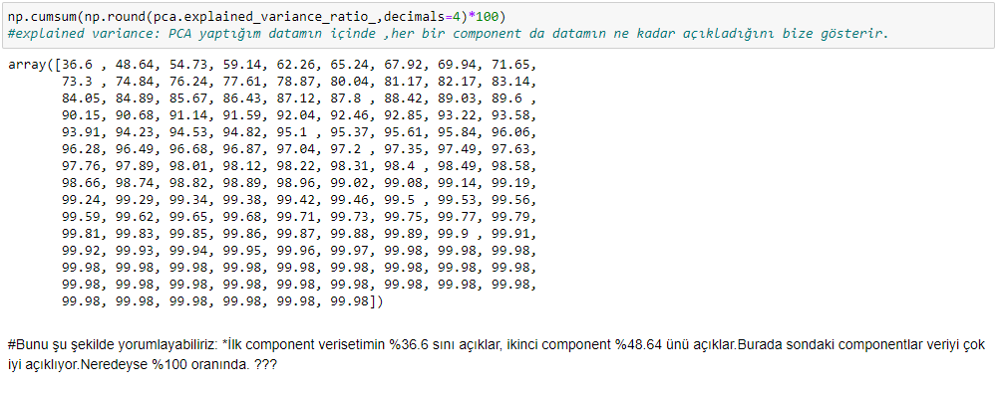 np.cumsum(np.round(pca.explained_variance_ratio_,decimals=4)*100)
#explained variance: PCA yaptığım datamın içinde ,her bir component da datamın ne kadar açıkladığını bize gösterir.
array([36.6 , 48.64, 54.73, 59.14, 62.26, 65.24, 67.92, 69.94, 71.65,
73.3 , 74.84, 76.24, 77.61, 78.87, 80.04, 81.17, 82.17, 83.14,
84.05, 84.89, 85.67, 86.43, 87.12, 87.8 , 88.42, 89.03, 89.6 ,
90.15, 90.68, 91.14, 91.59, 92.04, 92.46, 92.85, 93.22, 93.58,
93.91, 94.23, 94.53, 94.82, 95.1 , 95.37, 95.61, 95.84, 96.06,
96.28, 96.49, 96.68, 96.87, 97.04, 97.2 , 97.35, 97.49, 97.63,
97.76, 97.89, 98.01, 98.12, 98.22, 98.31, 98.4 , 98.49, 98.58,
98.66, 98.74, 98.82, 98.89, 98.96, 99.02, 99.08, 99.14, 99.19,
99.24, 99.29, 99.34, 99.38, 99.42, 99.46, 99.5 , 99.53, 99.56,
99.59, 99.62, 99.65, 99.68, 99.71, 99.73, 99.75, 99.77, 99.79,
99.81, 99.83, 99.85, 99.86, 99.87, 99.88, 99.89, 99.9 , 99.91,
99.92, 99.93, 99.94, 99.95, 99.96, 99.97, 99.98, 99.98, 99.98,
99.98, 99.98, 99.98, 99.98, 99.98, 99.98, 99.98, 99.98, 99.98,
99.98, 99.98, 99.98, 99.98, 99.98, 99.98, 99.98, 99.98, 99.98,
99.98, 99.98, 99.98, 99.98, 99.98, 99.98])
#Bunu şu şekilde yorumlayabiliriz: *İlk component verisetimin %36.6 sını açıklar, ikinci component %48.64 ünü açıklar.Burada sondaki componentlar veriyi çok
iyi açıklıyor.Neredeyse %100 oranında. ???